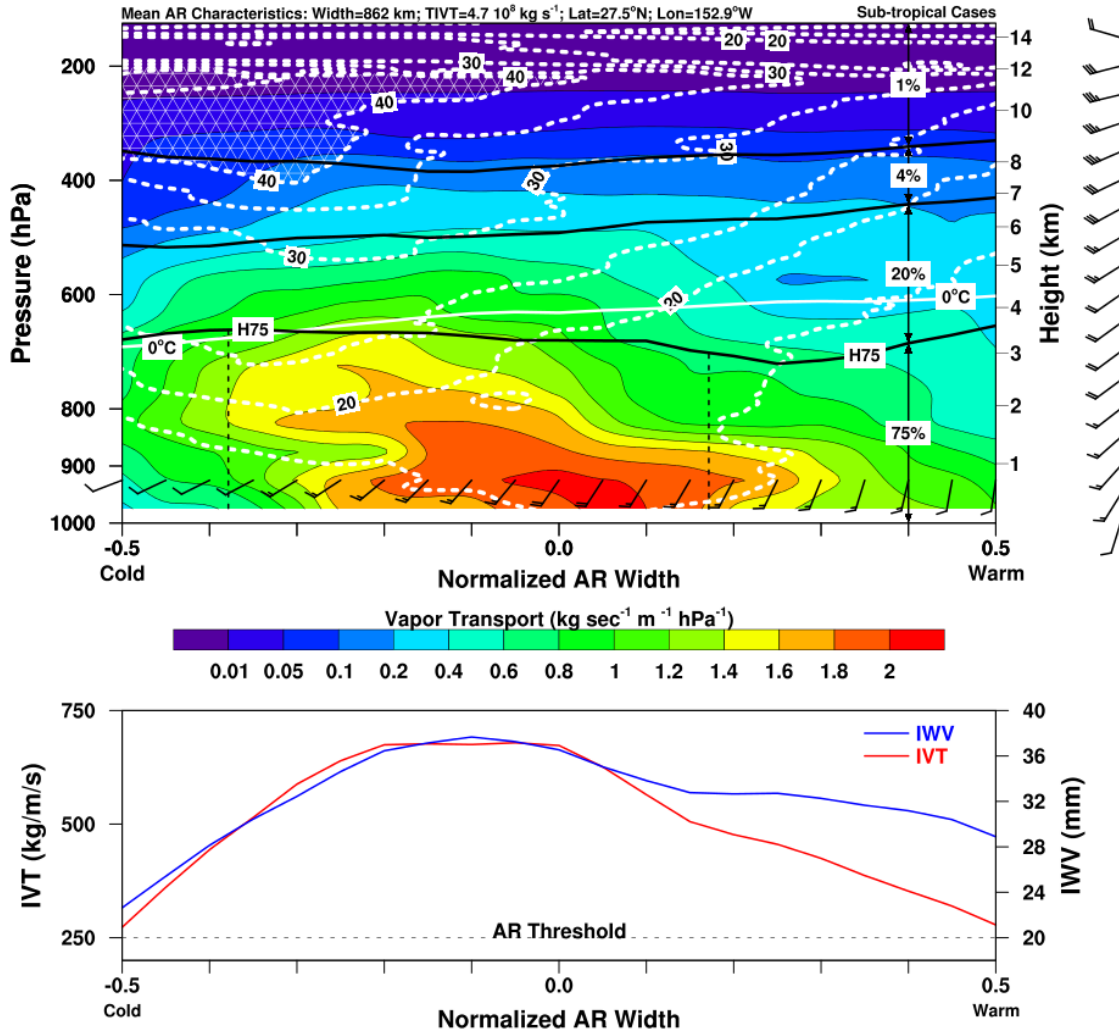 Mean AR Characteristics: Width=862 km; TIVT=4.7 10⁸ kg s⁻¹; Lat=27.5°N; Lon=152.9°W Sub-tropical Cases
20 20 14
200 30 12
40 30 1%
40 10
30
40 30 8
400 4%
7
6
30 20% 5
600 20 0°C 4
H75
0°C H75 3
20
800 2
75%
900 1
1000
Pressure (hPa)
Height (km)
-0.5 0.0 0.5
Cold Normalized AR Width Warm
Vapor Transport (kg sec⁻¹ m ⁻¹ hPa⁻¹)
0.01 0.05 0.1 0.2 0.4 0.6 0.8 1 1.2 1.4 1.6 1.8 2
750 40
IWV
IVT
36
32
500
28
24
AR Threshold
250 20
IVT (kg/m/s)
IWV (mm)
-0.5 0.0 0.5
Cold Normalized AR Width Warm